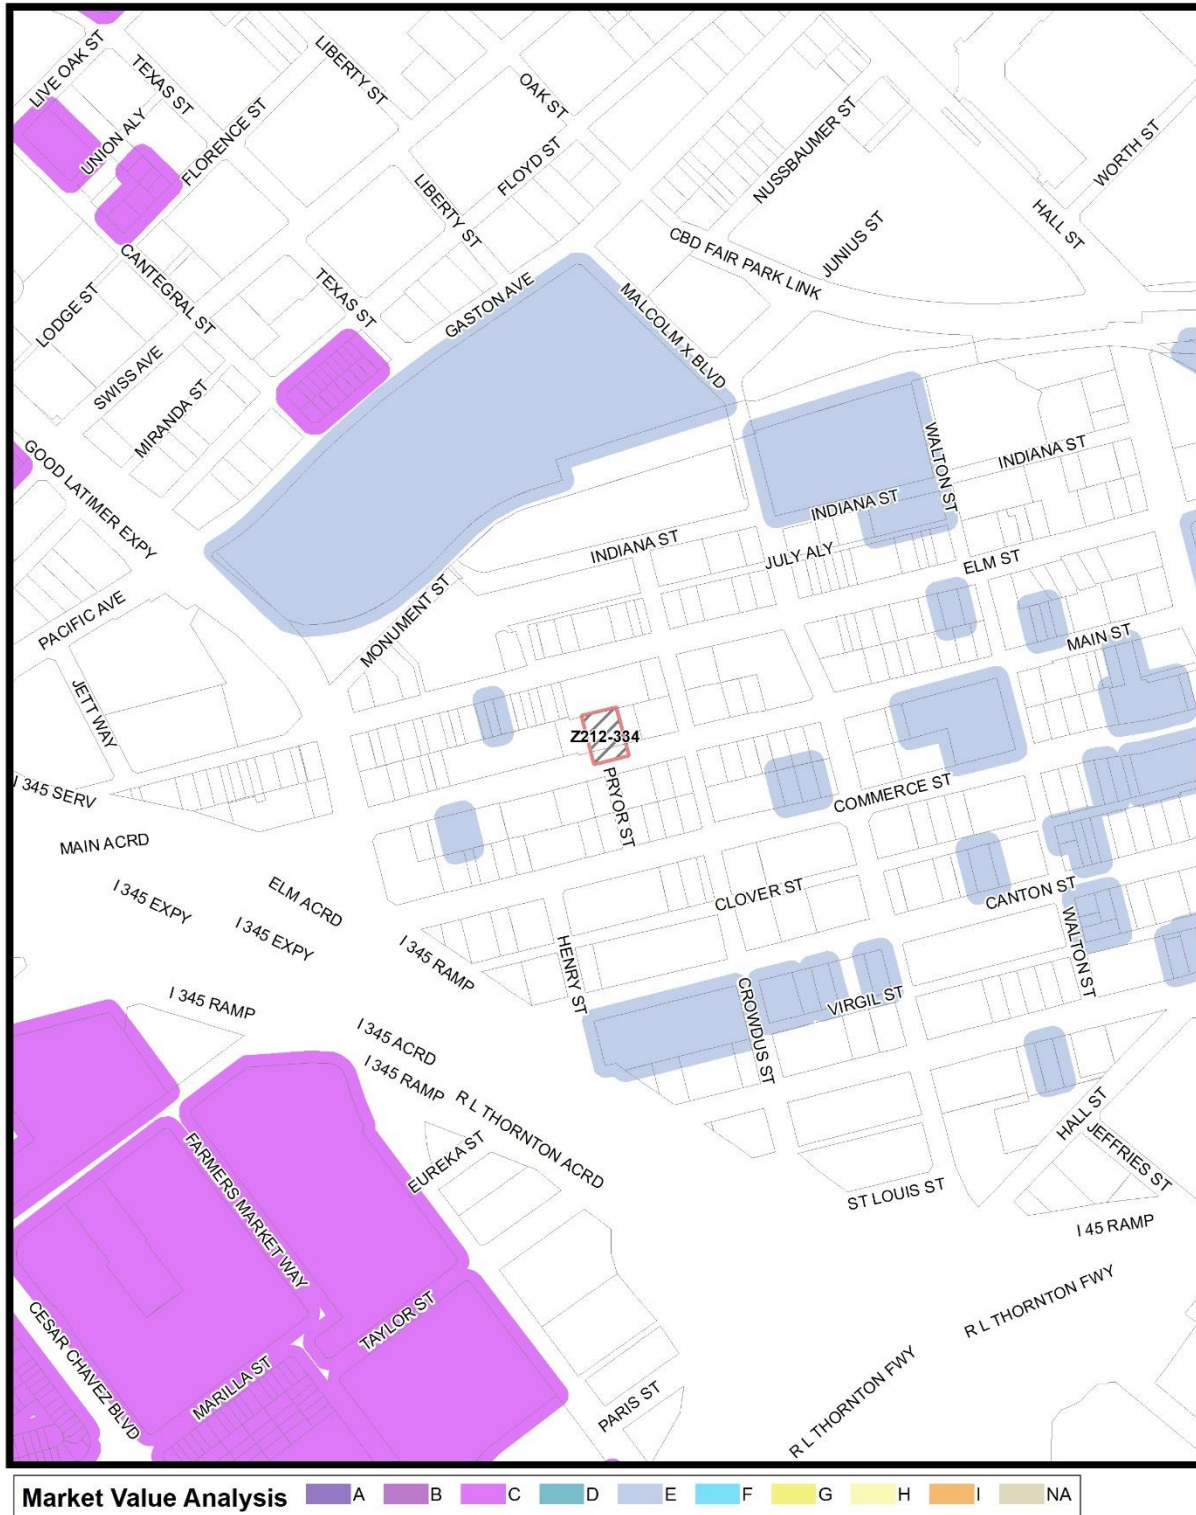 LIVE OAK ST
TEXAS ST
LIBERTY ST
OAK ST
UNION ALY
FLORENCE ST
FLOYD ST
NUSSBAUMER ST
WORTH ST
LIBERTY ST
HALL ST
CBD FAIR PARK LINK
JUNIUS ST
CANTEGRAL ST
TEXAS ST
GASTON AVE
MALCOLM X BLVD
LODGE ST
SWISS AVE
MIRANDA ST
GOOD LATIMER EXPY
WALTON ST
INDIANA ST
INDIANA ST
INDIANA ST
JULY ALY
ELM ST
PACIFIC AVE
MONUMENT ST
MAIN ST
JETT WAY
Z212-334
PRYOR ST
I 345 SERV
COMMERCE ST
MAIN ACRD
I 345 EXPY
ELM ACRD
I 345 EXPY
CLOVER ST
CANTON ST
WALTON ST
I 345 RAMP
HENRY ST
I 345 RAMP
CROWDUS ST
VIRGIL ST
I 345 ACRD
I 345 RAMP
R L THORNTON ACRD
HALL ST
JEFFRIES ST
FARMERS MARKET WAY
EUREKA ST
ST LOUIS ST
I 45 RAMP
CESAR CHAVEZ BLVD
TAYLOR ST
R L THORNTON FWY
MARILLA ST
PARIS ST
R L THORNTON FWY
Market Value Analysis A B C D E F G H I NA